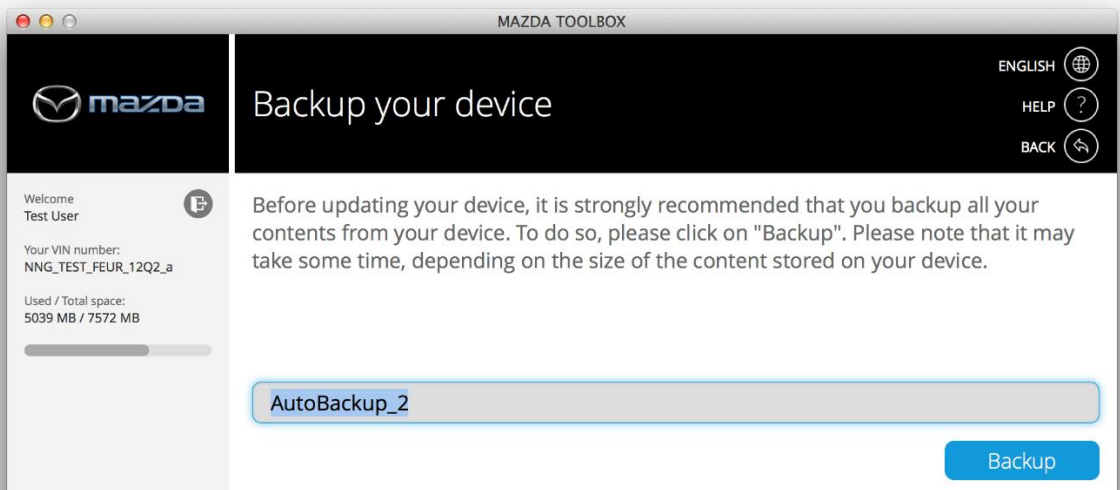 MAZDA TOOLBOX
mazda
Backup your device
ENGLISH
HELP ?
BACK
Welcome
Test User
Your VIN number:
NNG_TEST_FEUR_12Q2_a
Used / Total space:
5039 MB / 7572 MB
Before updating your device, it is strongly recommended that you backup all your
contents from your device. To do so, please click on "Backup". Please note that it may
take some time, depending on the size of the content stored on your device.
AutoBackup_2
Backup